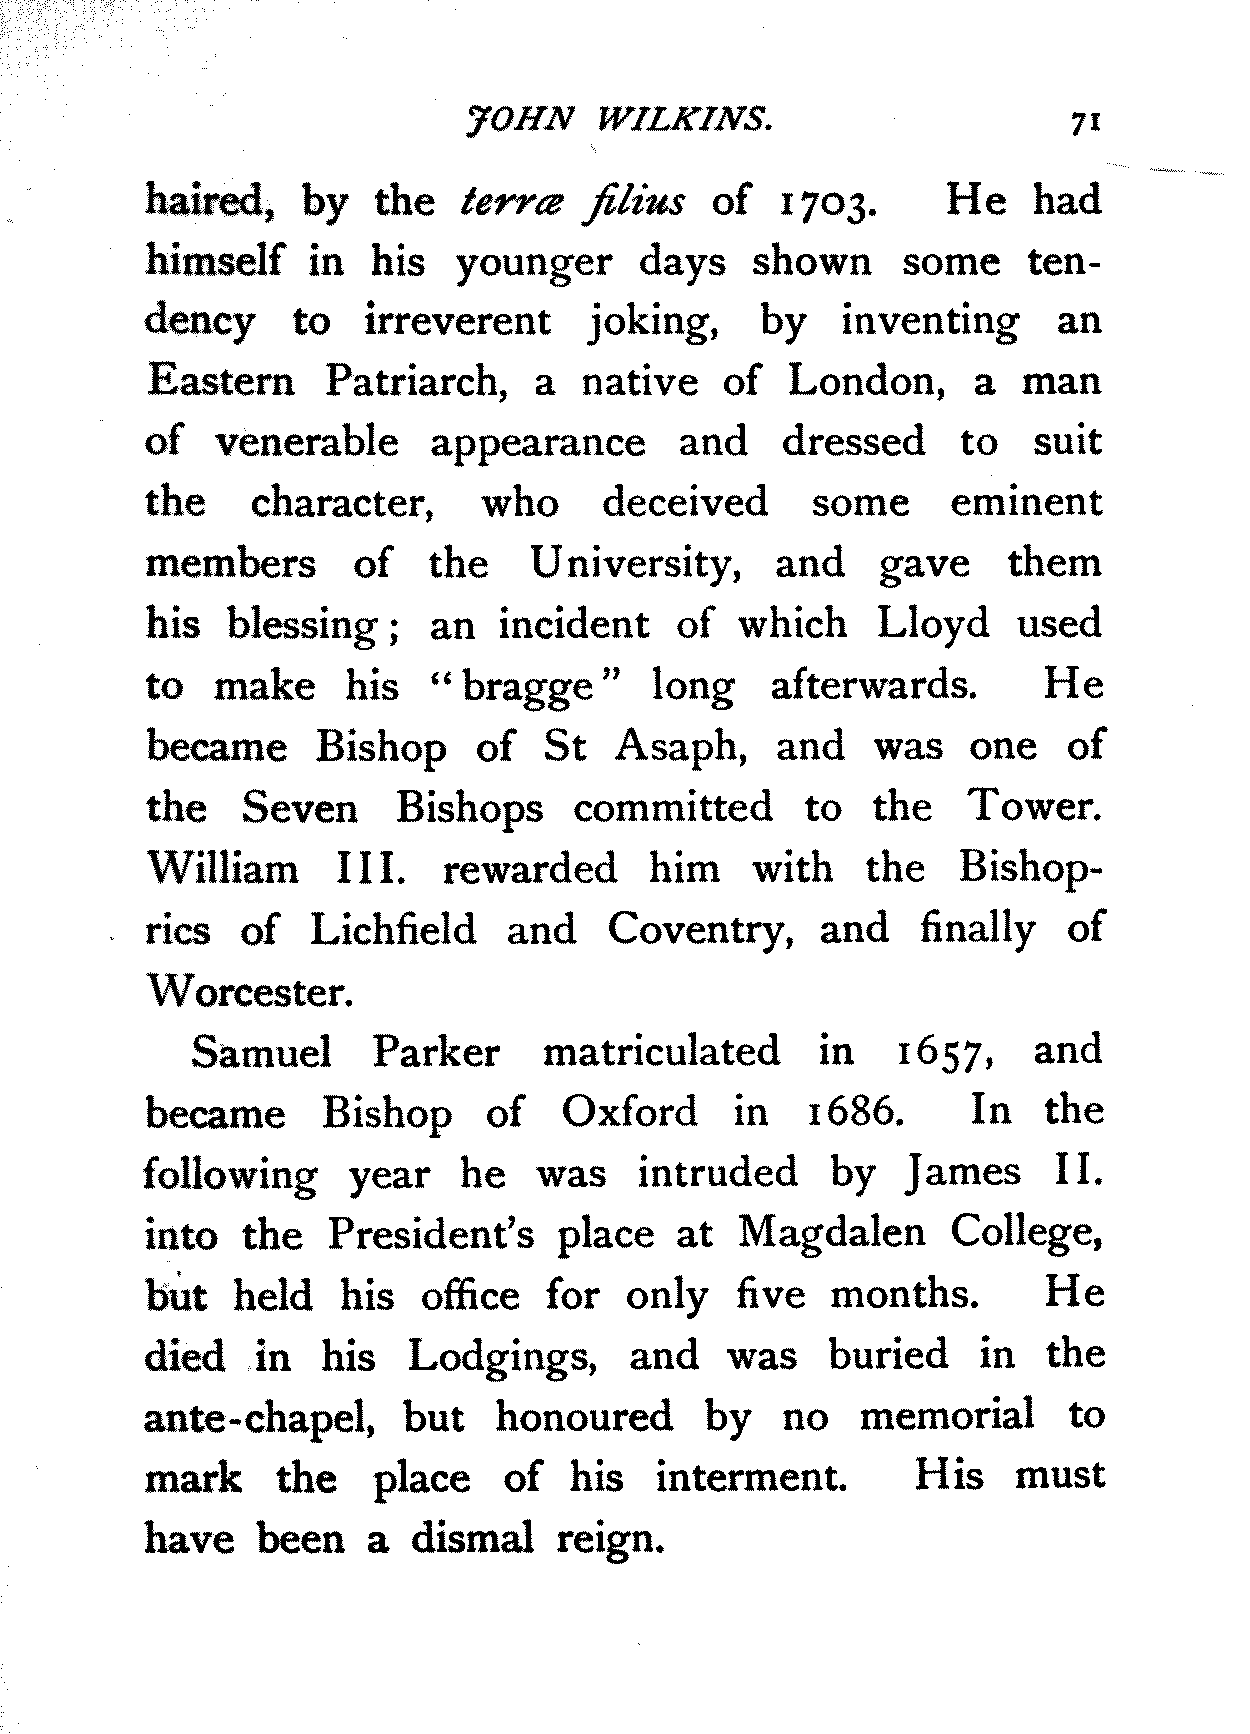 JOHN WILKINS. 71
haired, by the terræ filius of 1703. He had
himself in his younger days shown some ten-
dency to irreverent joking, by inventing an
Eastern Patriarch, a native of London, a man
of venerable appearance and dressed to suit
the character, who deceived some eminent
members of the University, and gave them
his blessing; an incident of which Lloyd used
to make his "bragge" long afterwards. He
became Bishop of St Asaph, and was one of
the Seven Bishops committed to the Tower.
William III. rewarded him with the Bishop-
rics of Lichfield and Coventry, and finally of
Worcester.
Samuel Parker matriculated in 1657, and
became Bishop of Oxford in 1686. In the
following year he was intruded by James II.
into the President's place at Magdalen College,
but held his office for only five months. He
died in his Lodgings, and was buried in the
ante-chapel, but honoured by no memorial to
mark the place of his interment. His must
have been a dismal reign.